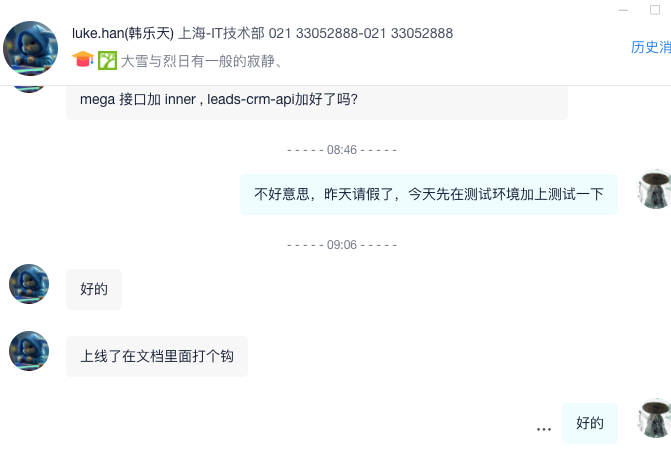 luke.han(韩乐天) 上海-IT技术部 021 33052888-021 33052888
大雪与烈日有一般的寂静、
历史消
mega 接口加 inner , leads-crm-api加好了吗?
- - - - - 08:46 - - - - -
不好意思，昨天请假了，今天先在测试环境加上测试一下
- - - - - 09:06 - - - - -
好的
上线了在文档里面打个钩
... 好的